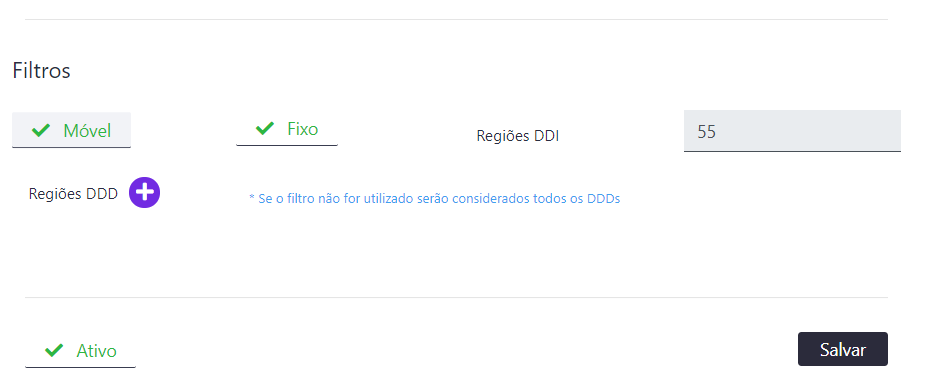 Filtros
Móvel
Fixo
Regiões DDI
55
Regiões DDD
* Se o filtro não for utilizado serão considerados todos os DDDs
Ativo
Salvar